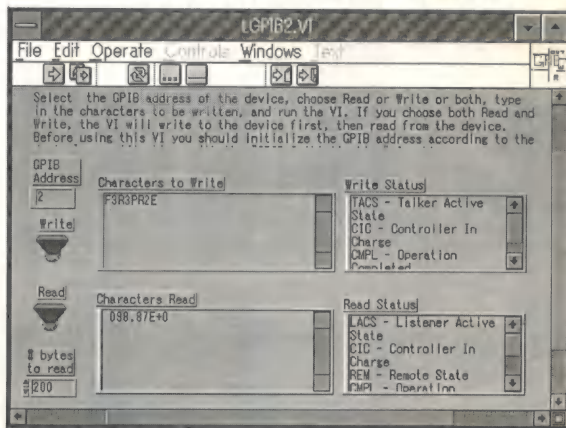 LGPIB2.VI
File Edit Operate Controls Windows Text
Select the GPIB address of the device, choose Read or Write or both, type
in the characters to be written, and run the VI. If you choose both Read and
Write, the VI will write to the device first, then read from the device.
Before using this VI you should initialize the GPIB address according to the
GPIB
Address
2
Write
Characters to Write
F3R3PR2E
Write Status
TACS - Talker Active
State
CIC - Controller In
Charge
CMPL - Operation
Completed
Read
Characters Read
098.87E+0
Read Status
LACS - Listener Active
State
CIC - Controller In
Charge
REM - Remote State
CMPL - Operation
# bytes
to read
200